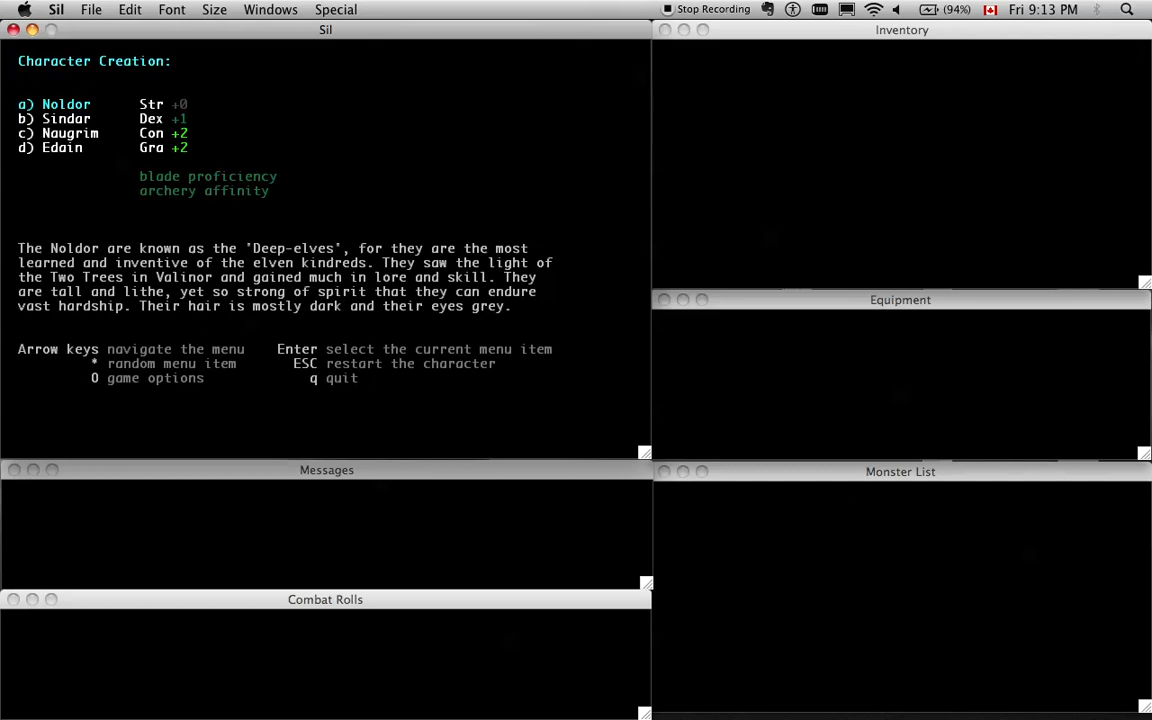 Sil File Edit Font Size Windows Special Stop Recording (94%) Fri 9:13 PM
Sil
Character Creation:
a) Noldor Str +0
b) Sindar Dex +1
c) Naugrim Con +2
d) Edain Gra +2
blade proficiency
archery affinity
The Noldor are known as the 'Deep-elves', for they are the most
learned and inventive of the elven kindreds. They saw the light of
the Two Trees in Valinor and gained much in lore and skill. They
are tall and lithe, yet so strong of spirit that they can endure
vast hardship. Their hair is mostly dark and their eyes grey.
Arrow keys navigate the menu Enter select the current menu item
* random menu item ESC restart the character
O game options q quit
Messages
Combat Rolls
Inventory
Equipment
Monster List